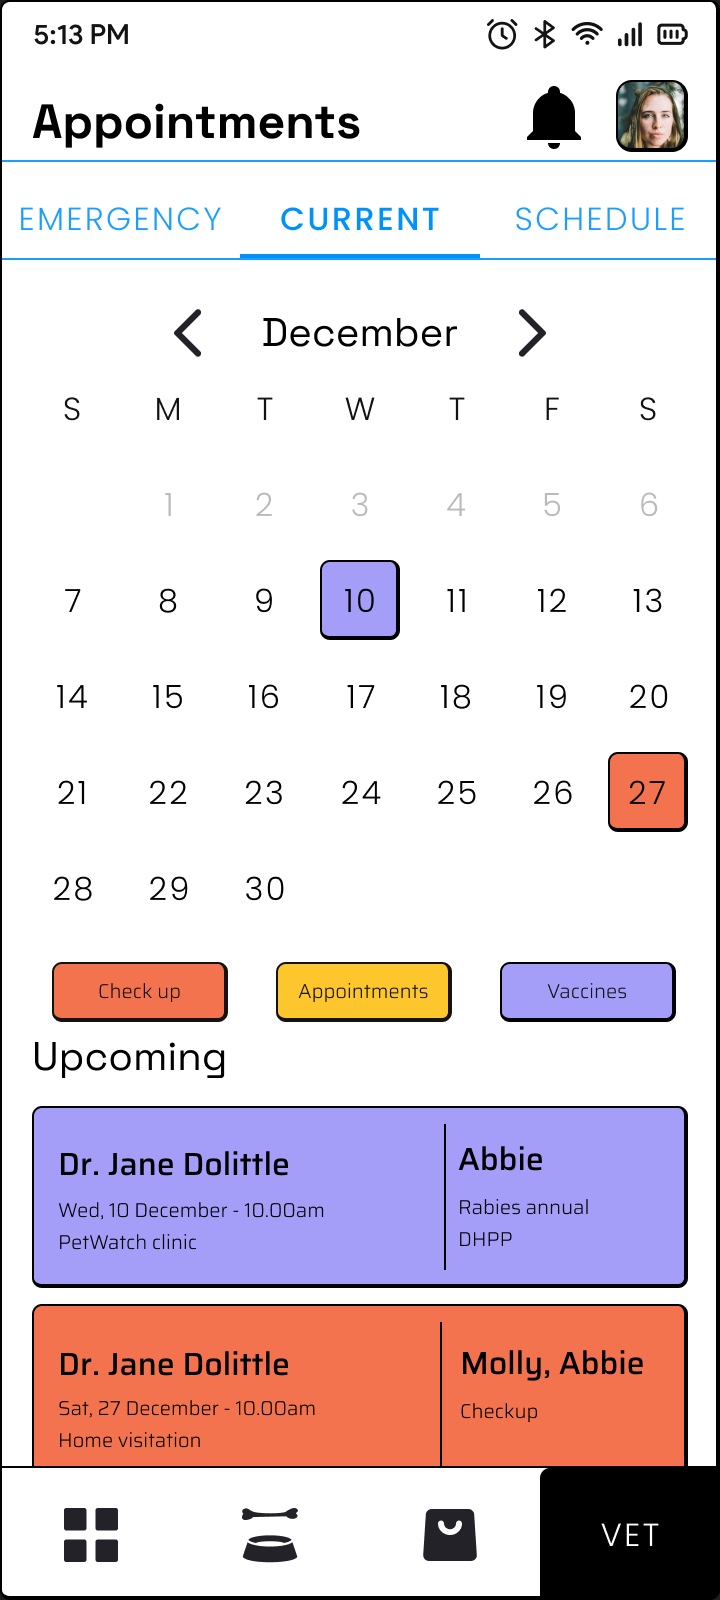 5:13 PM
Appointments
EMERGENCY CURRENT SCHEDULE
December
S M T W T F S
1 2 3 4 5 6
7 8 9 10 11 12 13
14 15 16 17 18 19 20
21 22 23 24 25 26 27
28 29 30
Check up Appointments Vaccines
Upcoming
Dr. Jane Dolittle
Wed, 10 December - 10.00am
PetWatch clinic
Abbie
Rabies annual
DHPP
Dr. Jane Dolittle
Sat, 27 December - 10.00am
Home visitation
Molly, Abbie
Checkup
VET